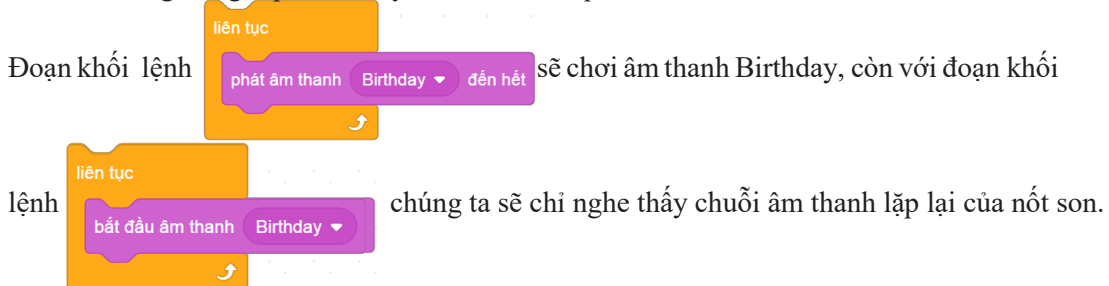 liên tục
Đoạn khối lệnh phát âm thanh Birthday đến hết sẽ chơi âm thanh Birthday, còn với đoạn khối
liên tục
lệnh bắt đầu âm thanh Birthday chúng ta sẽ chỉ nghe thấy chuỗi âm thanh lặp lại của nốt son.